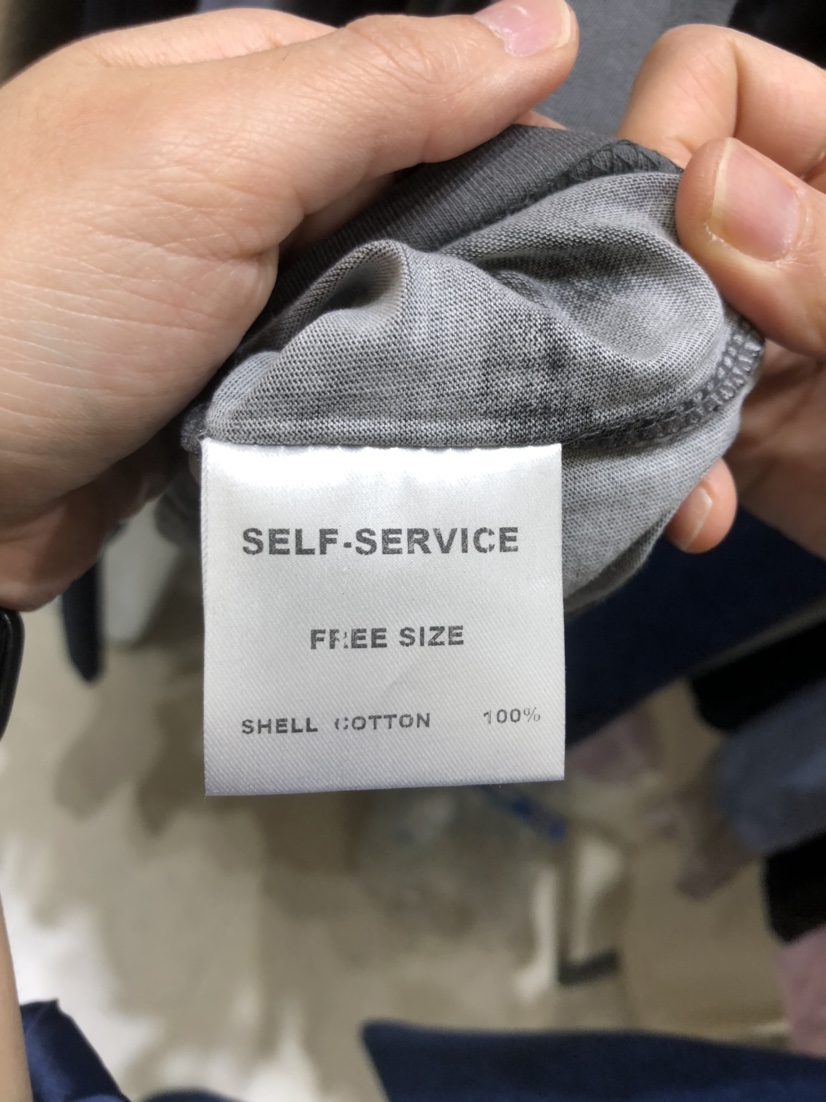 SELF-SERVICE
FREE SIZE
SHELL COTTON 100%